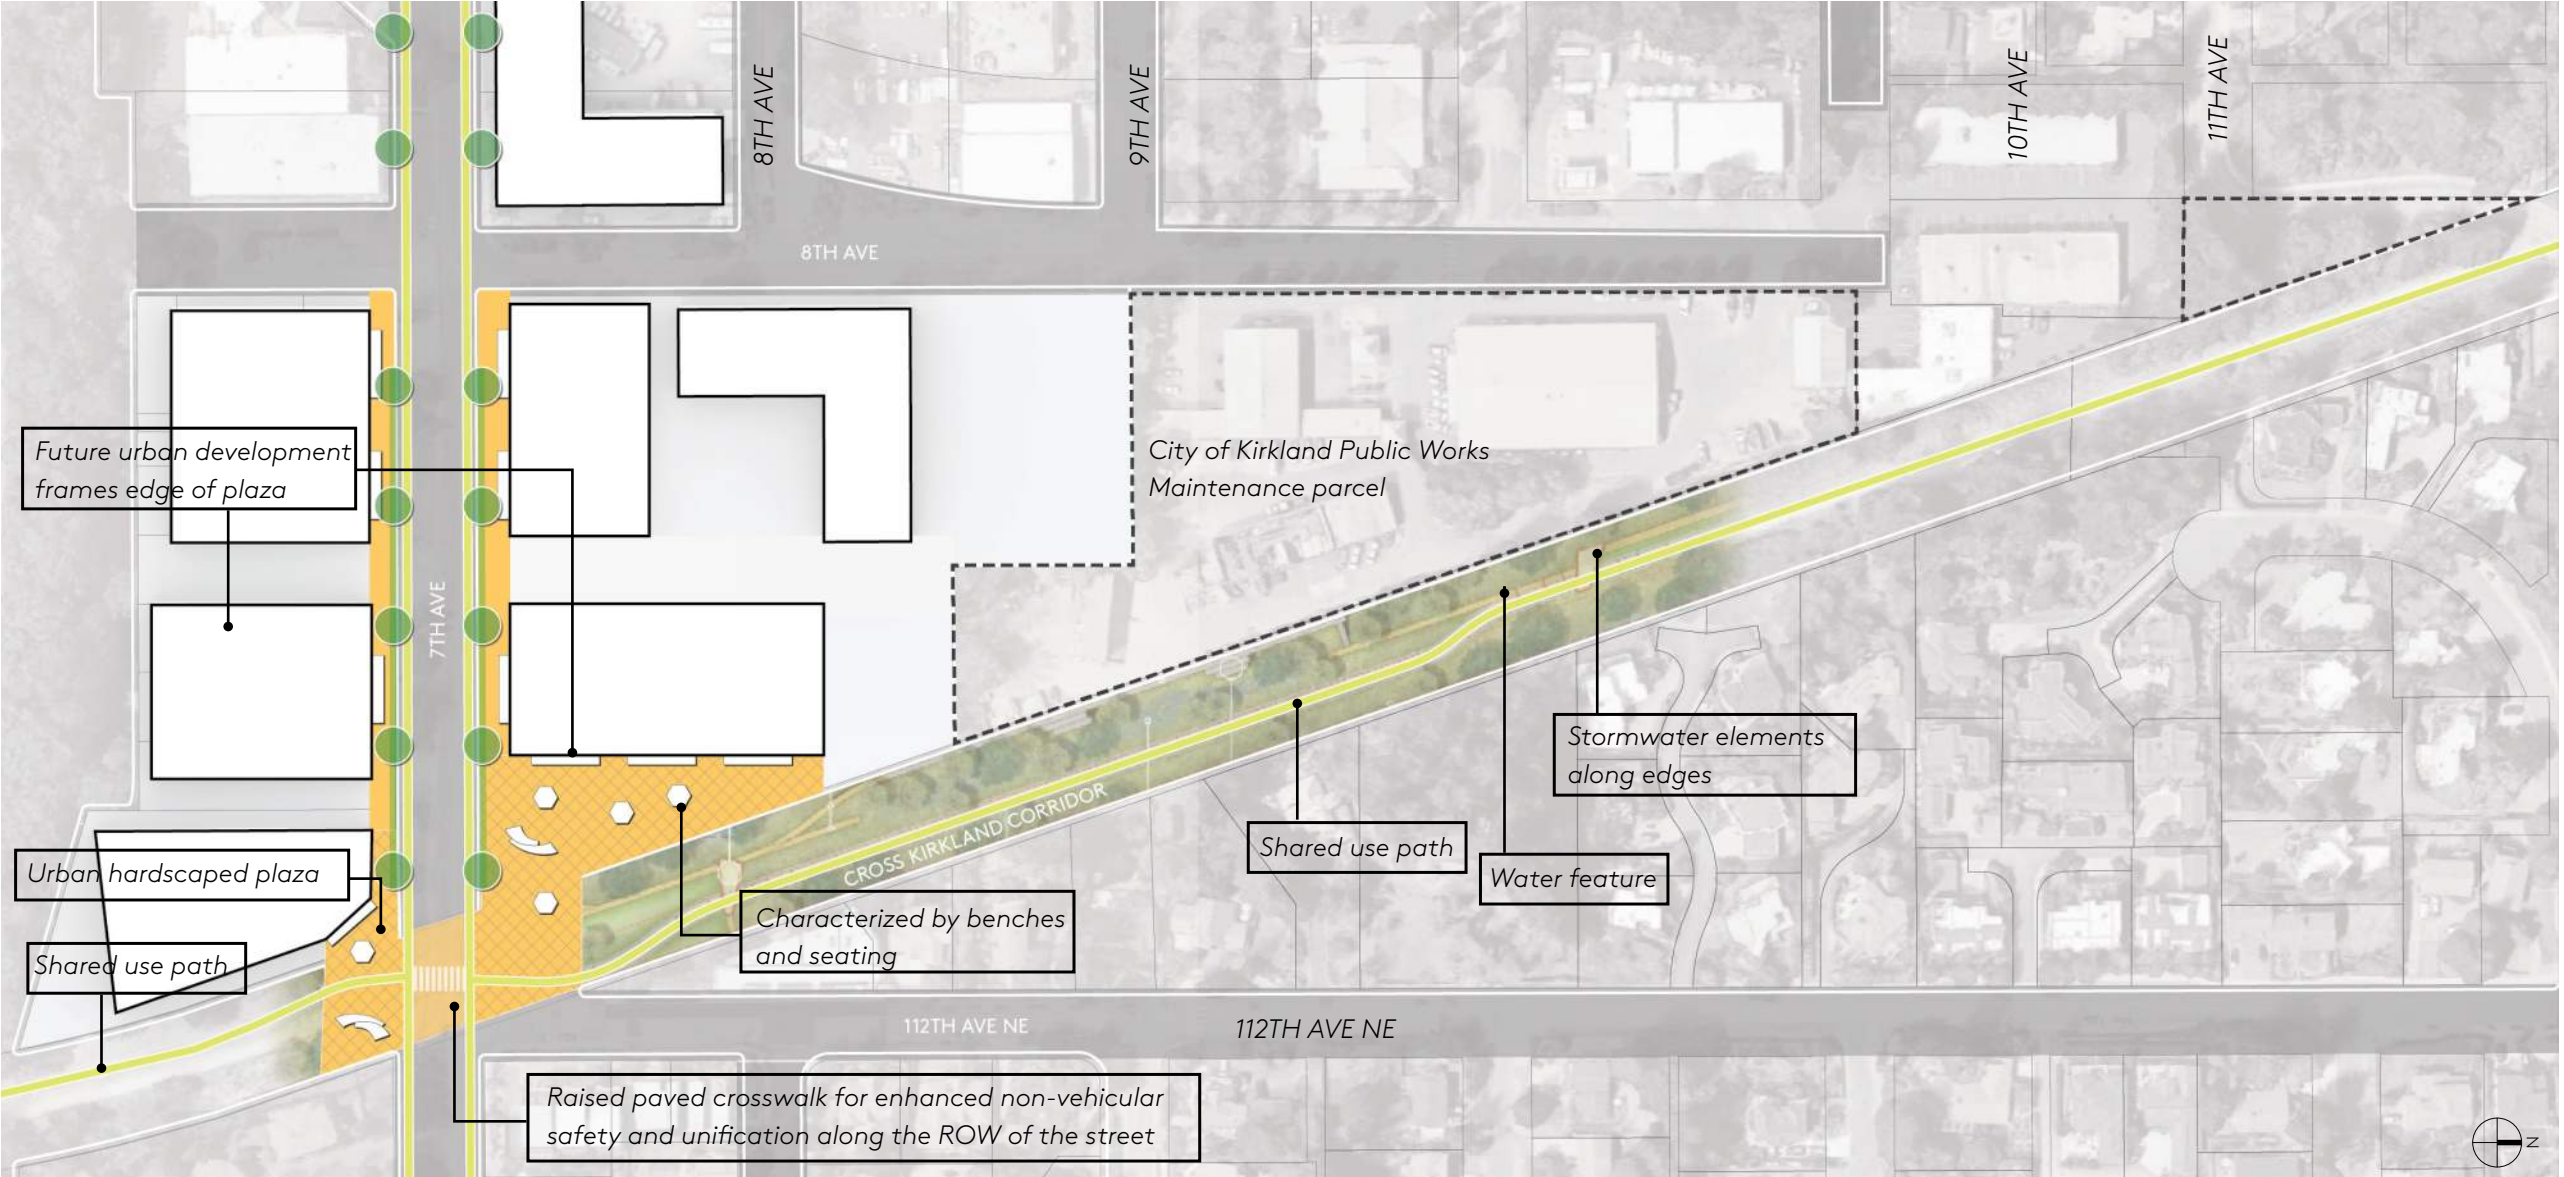 8TH AVE
9TH AVE
10TH AVE
11TH AVE
8TH AVE
Future urban development
frames edge of plaza
City of Kirkland Public Works
Maintenance parcel
7TH AVE
Stormwater elements
along edges
Shared use path
Water feature
CROSS KIRKLAND CORRIDOR
Urban hardscaped plaza
Characterized by benches
and seating
Shared use path
112TH AVE NE
112TH AVE NE
Raised paved crosswalk for enhanced non-vehicular
safety and unification along the ROW of the street
N